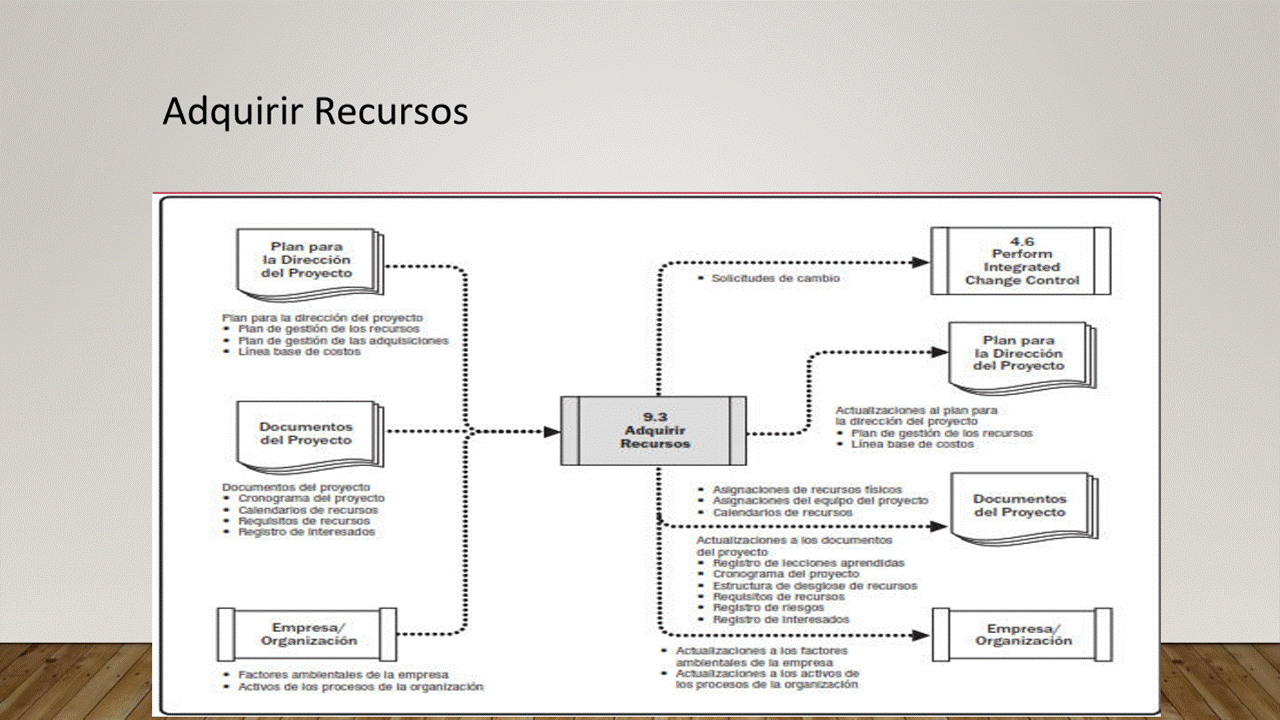 Adquirir Recursos
Plan para
la Dirección
del Proyecto
Plan para la dirección del proyecto
• Plan de gestión de los recursos
• Plan de gestión de las adquisiciones
• Línea base de costos
Documentos
del Proyecto
Documentos del proyecto
• Cronograma del proyecto
• Calendarios de recursos
• Requisitos de recursos
• Registro de interesados
Empresa/
Organización
• Factores ambientales de la empresa
• Activos de los procesos de la organización
9.3
Adquirir
Recursos
• Solicitudes de cambio
4.6
Perform
Integrated
Change Control
Plan para
la Dirección
del Proyecto
Actualizaciones al plan para
la dirección del proyecto
• Plan de gestión de los recursos
• Línea base de costos
• Asignaciones de recursos físicos
• Asignaciones del equipo del proyecto
• Calendarios de recursos
Documentos
del Proyecto
Actualizaciones a los documentos
del proyecto
• Registro de lecciones aprendidas
• Cronograma del proyecto
• Estructura de desglose de recursos
• Requisitos de recursos
• Registro de riesgos
• Registro de interesados
Empresa/
Organización
• Actualizaciones a los factores
ambientales de la empresa
• Actualizaciones a los activos de
los procesos de la organización